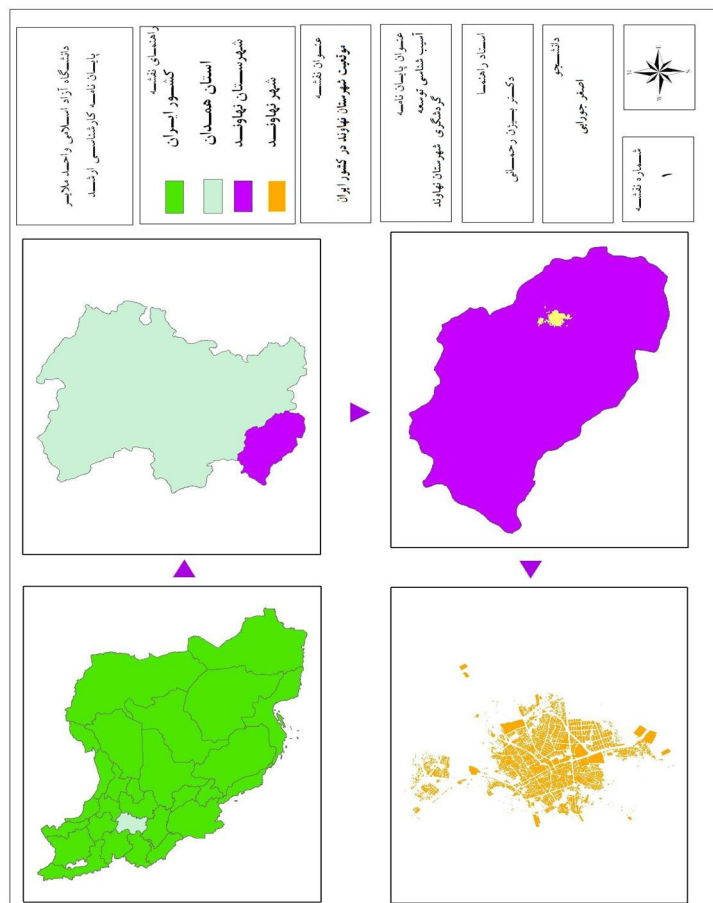 دانشگاه آزاد اسلامی واحد ملایر
پایان نامه کارشناسی ارشد
راهنمای نقشه
کشور ایران
استان همدان
شهرستان نهاوند
شهر نهاوند
عنوان نقشه
موقعیت شهرستان نهاوند در کشور ایران
عنوان پایان نامه
آسیب شناسی توسعه
گردشگری شهرستان نهاوند
استاد راهنما
دکتر بیژن رحمانی
دانشجو
اصغر جورابی
N
E
S
W
شماره نقشه
۱